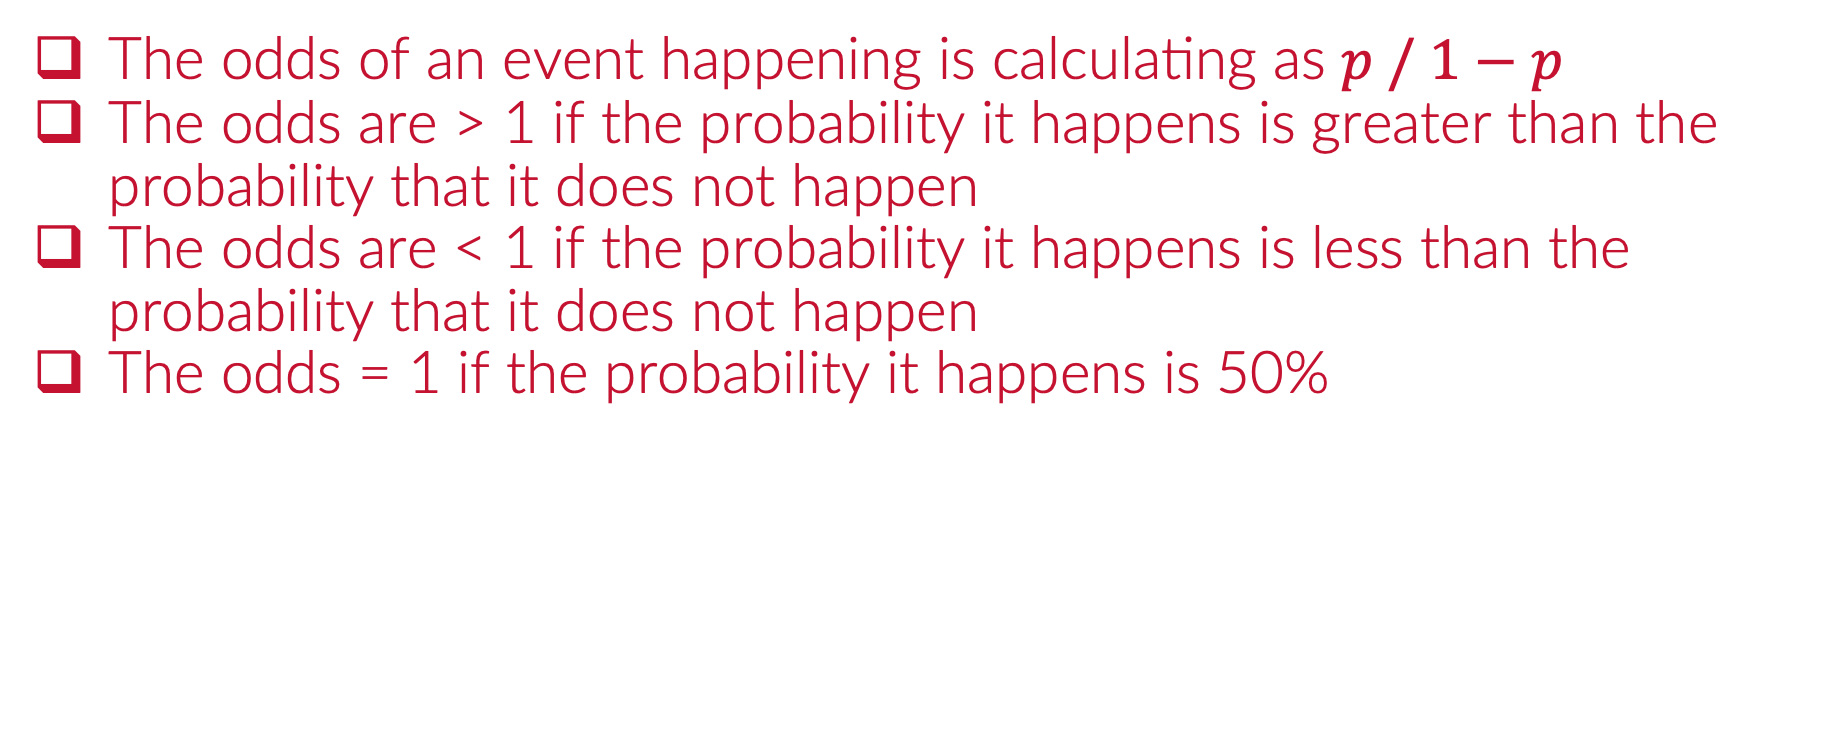 ❑ The odds of an event happening is calculating as p / 1 − p
❑ The odds are > 1 if the probability it happens is greater than the
probability that it does not happen
❑ The odds are < 1 if the probability it happens is less than the
probability that it does not happen
❑ The odds = 1 if the probability it happens is 50%